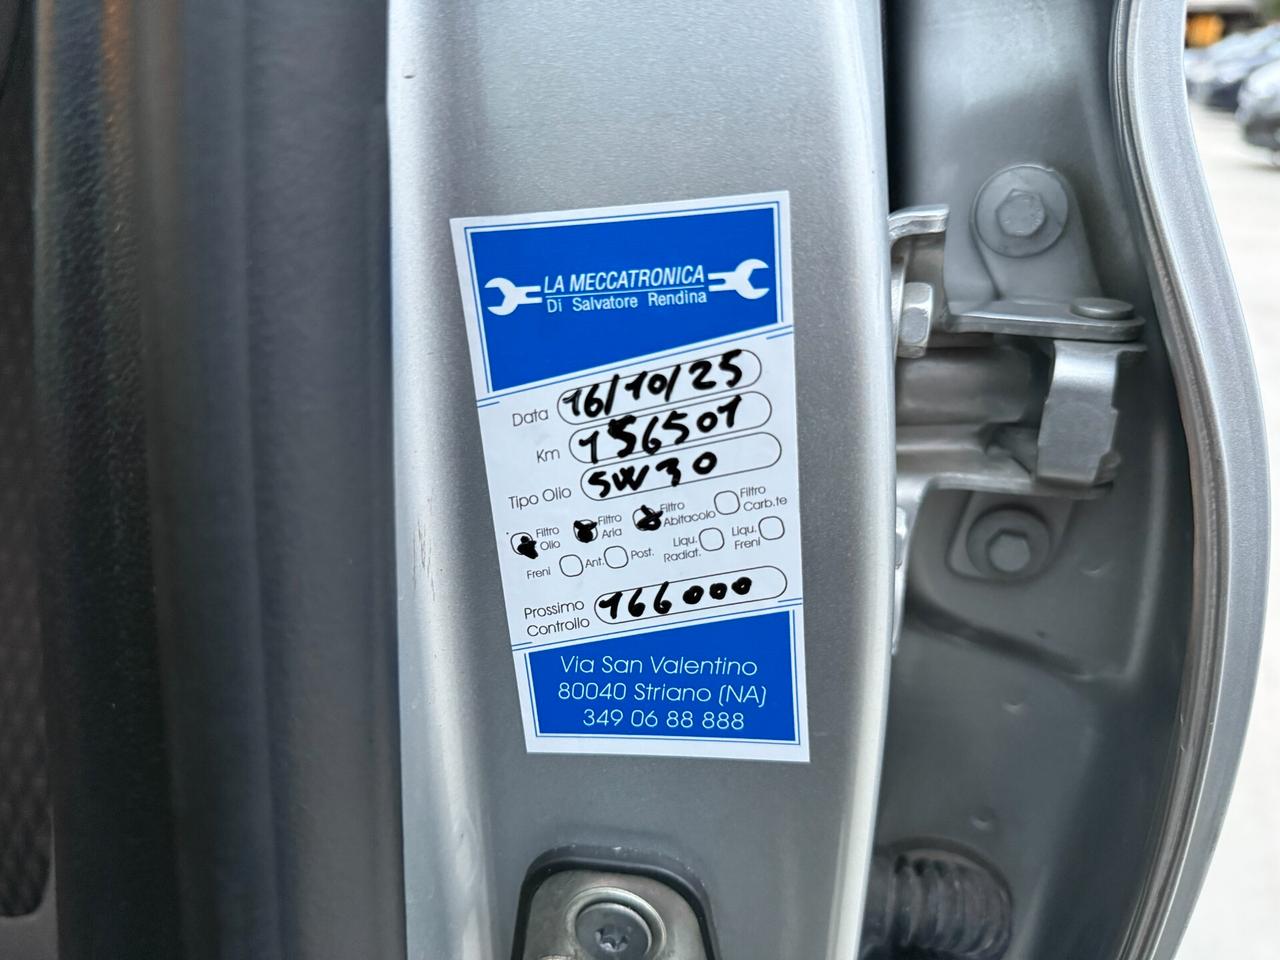 LA MECCATRONICA
Di Salvatore Rendina
Data 16/10/25
Km 156501
Tipo Olio 5W30
Filtro Olio Filtro Aria Filtro Abitacolo Filtro Carb.te
Freni Ant. Post. Liqu. Radiat. Liqu. Freni
Prossimo Controllo 166000
Via San Valentino
80040 Striano (NA)
349 06 88 888